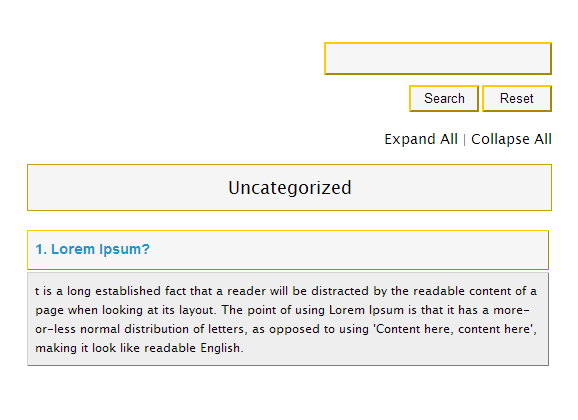 Search Reset
Expand All | Collapse All
Uncategorized
1. Lorem Ipsum?
t is a long established fact that a reader will be distracted by the readable content of a
page when looking at its layout. The point of using Lorem Ipsum is that it has a more-
or-less normal distribution of letters, as opposed to using 'Content here, content here',
making it look like readable English.